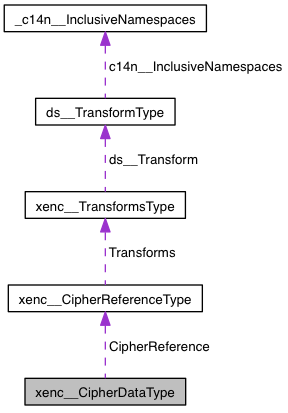 _c14n__InclusiveNamespaces
c14n__InclusiveNamespaces
ds__TransformType
ds__Transform
xenc__TransformsType
Transforms
xenc__CipherReferenceType
CipherReference
xenc__CipherDataType